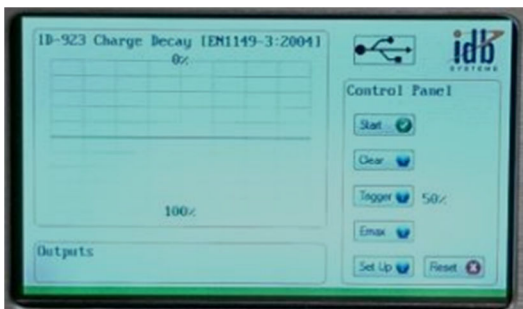 ID-923 Charge Decay [EN1149-3:2004]
0%
100%
Outputs
idb
SYSTEMS
Control Panel
Start
Clear
Trigger
50%
Emax
Set Up
Reset